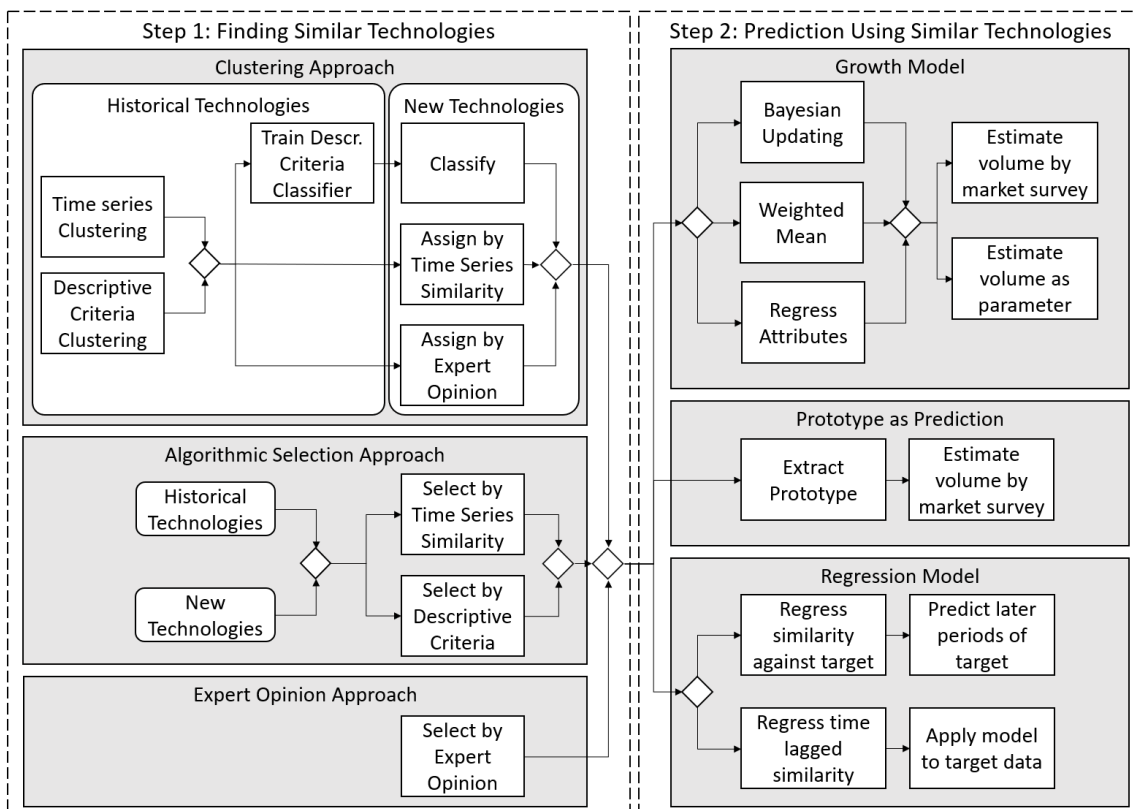 Step 1: Finding Similar Technologies
Clustering Approach
Historical Technologies
Time series
Clustering
Descriptive
Criteria
Clustering
Train Descr.
Criteria
Classifier
New Technologies
Classify
Assign by
Time Series
Similarity
Assign by
Expert
Opinion
Algorithmic Selection Approach
Historical
Technologies
New
Technologies
Select by
Time Series
Similarity
Select by
Descriptive
Criteria
Expert Opinion Approach
Select by
Expert
Opinion
Step 2: Prediction Using Similar Technologies
Growth Model
Bayesian
Updating
Weighted
Mean
Regress
Attributes
Estimate
volume by
market survey
Estimate
volume as
parameter
Prototype as Prediction
Extract
Prototype
Estimate
volume by
market survey
Regression Model
Regress
similarity
against target
Predict later
periods of
target
Regress time
lagged
similarity
Apply model
to target data